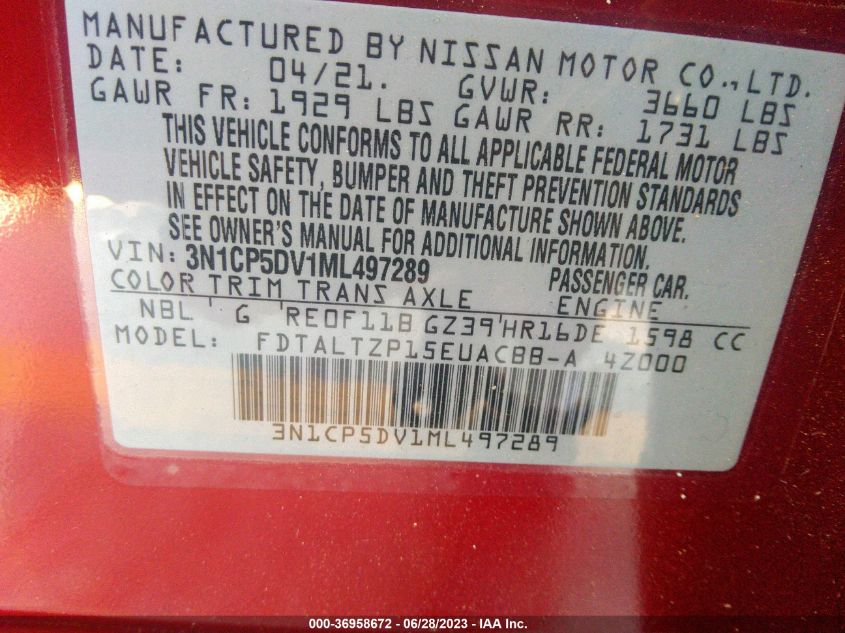 MANUFACTURED BY NISSAN MOTOR CO., LTD.
DATE: 04/21. GVWR: 3660 LBS
GAWR FR: 1929 LBS GAWR RR: 1731 LBS
THIS VEHICLE CONFORMS TO ALL APPLICABLE FEDERAL MOTOR
VEHICLE SAFETY, BUMPER AND THEFT PREVENTION STANDARDS
IN EFFECT ON THE DATE OF MANUFACTURE SHOWN ABOVE.
SEE OWNER'S MANUAL FOR ADDITIONAL INFORMATION.
VIN: 3N1CP5DV1ML497289 PASSENGER CAR.
COLOR TRIM TRANS AXLE ENGINE
NBL ' G 'RE0F11B GZ39'HR16DE 1598 CC
MODEL: FDTALTZP15EUACBB-A 4Z000
3N1CP5DV1ML497289
000-36958672 - 06/28/2023 - IAA Inc.